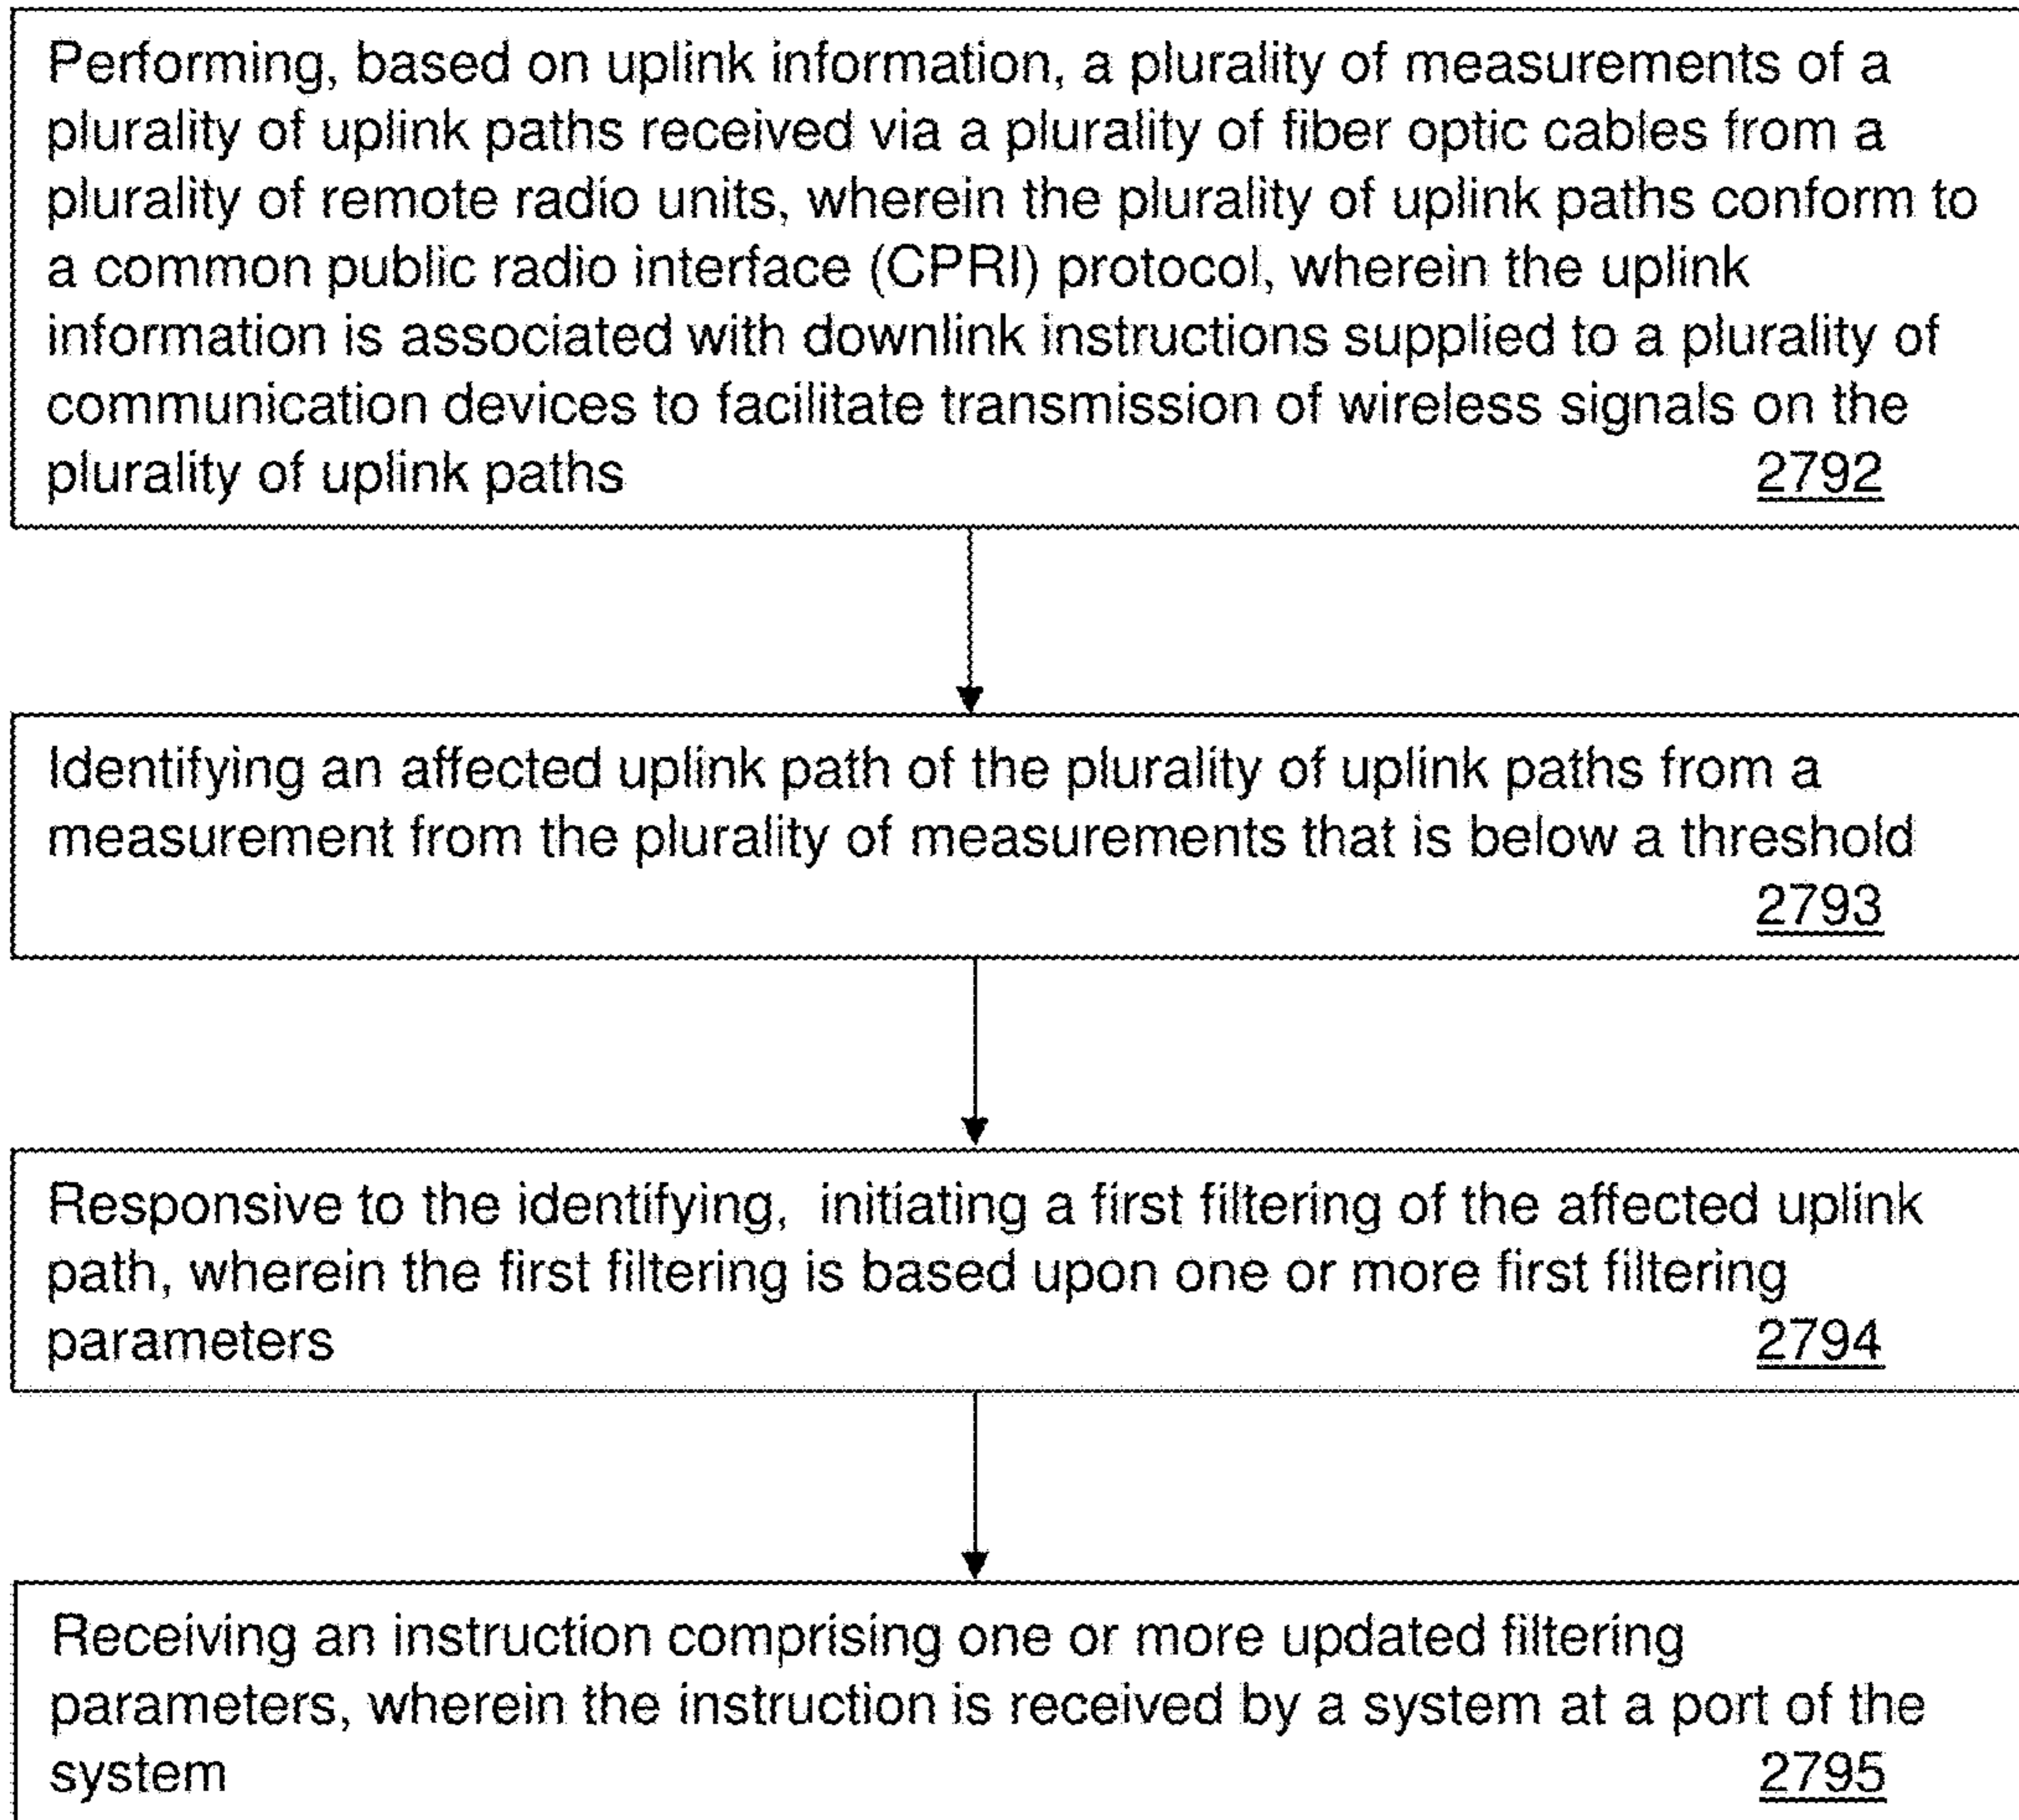 Performing, based on uplink information, a plurality of measurements of a
plurality of uplink paths received via a plurality of fiber optic cables from a
plurality of remote radio units, wherein the plurality of uplink paths conform to
a common public radio interface (CPRI) protocol, wherein the uplink
information is associated with downlink instructions supplied to a plurality of
communication devices to facilitate transmission of wireless signals on the
plurality of uplink paths 2792
Identifying an affected uplink path of the plurality of uplink paths from a
measurement from the plurality of measurements that is below a threshold
2793
Responsive to the identifying, initiating a first filtering of the affected uplink
path, wherein the first filtering is based upon one or more first filtering
parameters 2794
Receiving an instruction comprising one or more updated filtering
parameters, wherein the instruction is received by a system at a port of the
system 2795